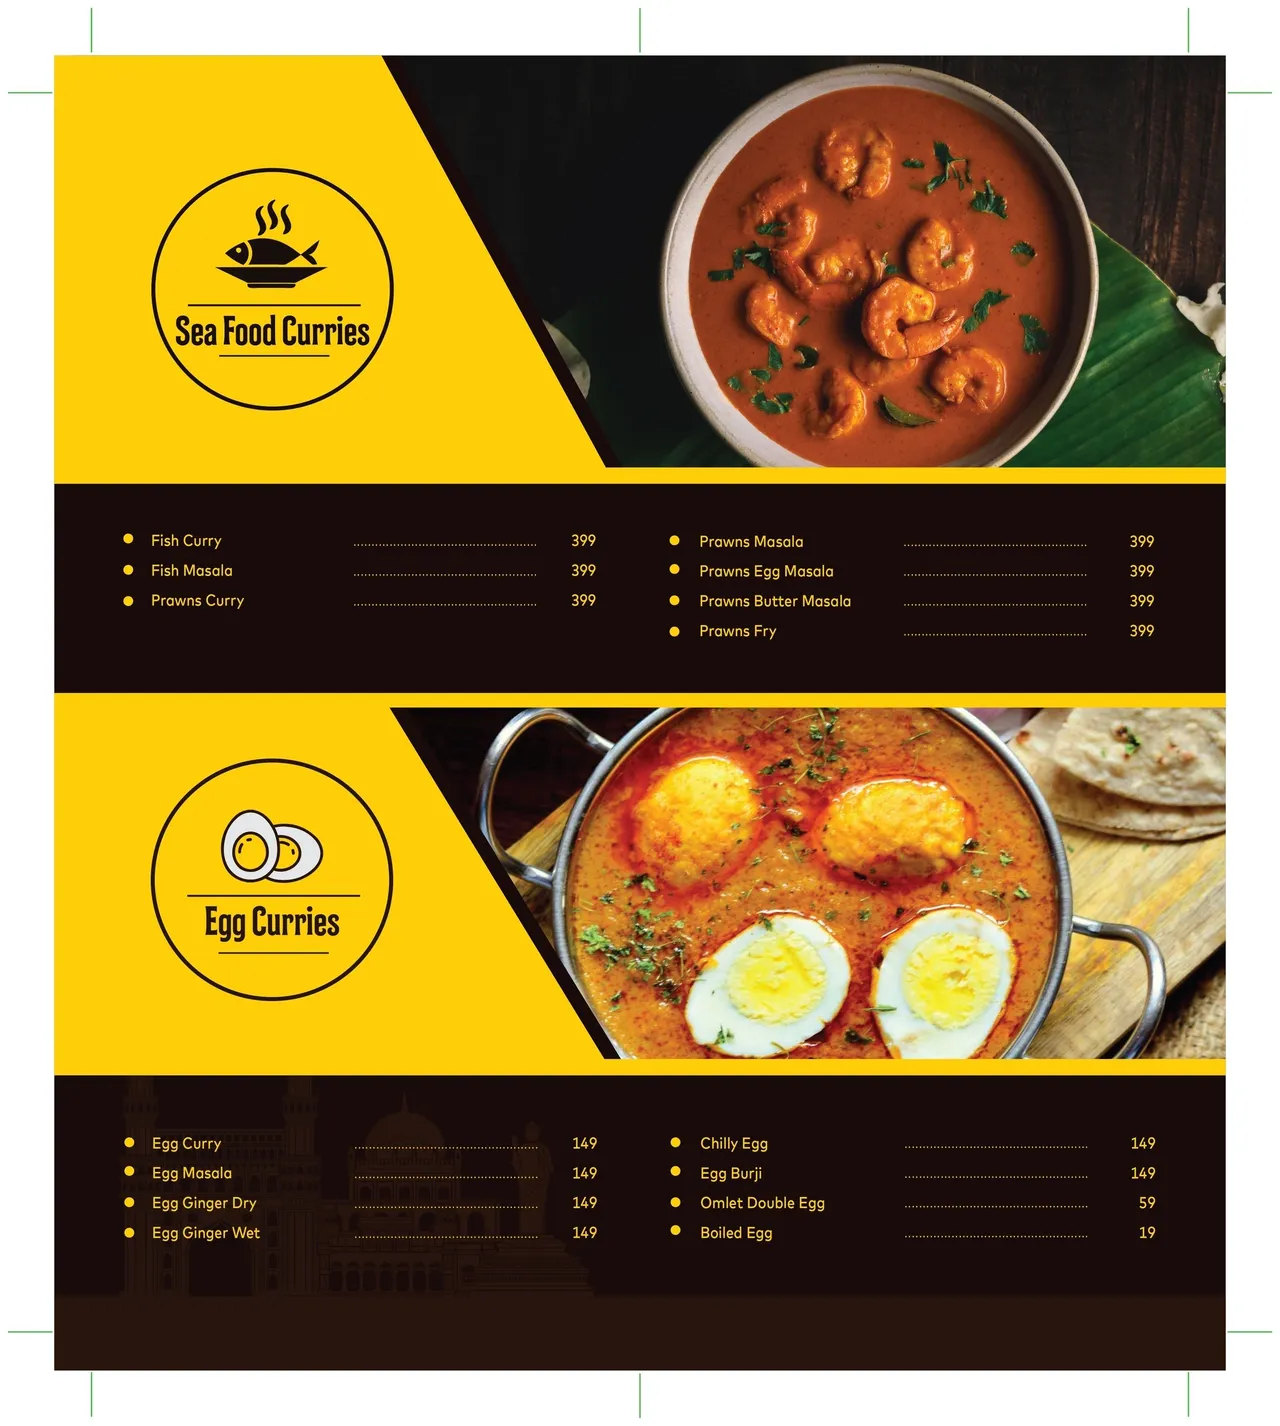 Sea Food Curries
Fish Curry ........ 399
Fish Masala ........ 399
Prawns Curry ........ 399
Prawns Masala ........ 399
Prawns Egg Masala ........ 399
Prawns Butter Masala ........ 399
Prawns Fry ........ 399
Egg Curries
Egg Curry ........ 149
Egg Masala ........ 149
Egg Ginger Dry ........ 149
Egg Ginger Wet ........ 149
Chilly Egg ........ 149
Egg Burji ........ 149
Omlet Double Egg ........ 59
Boiled Egg ........ 19